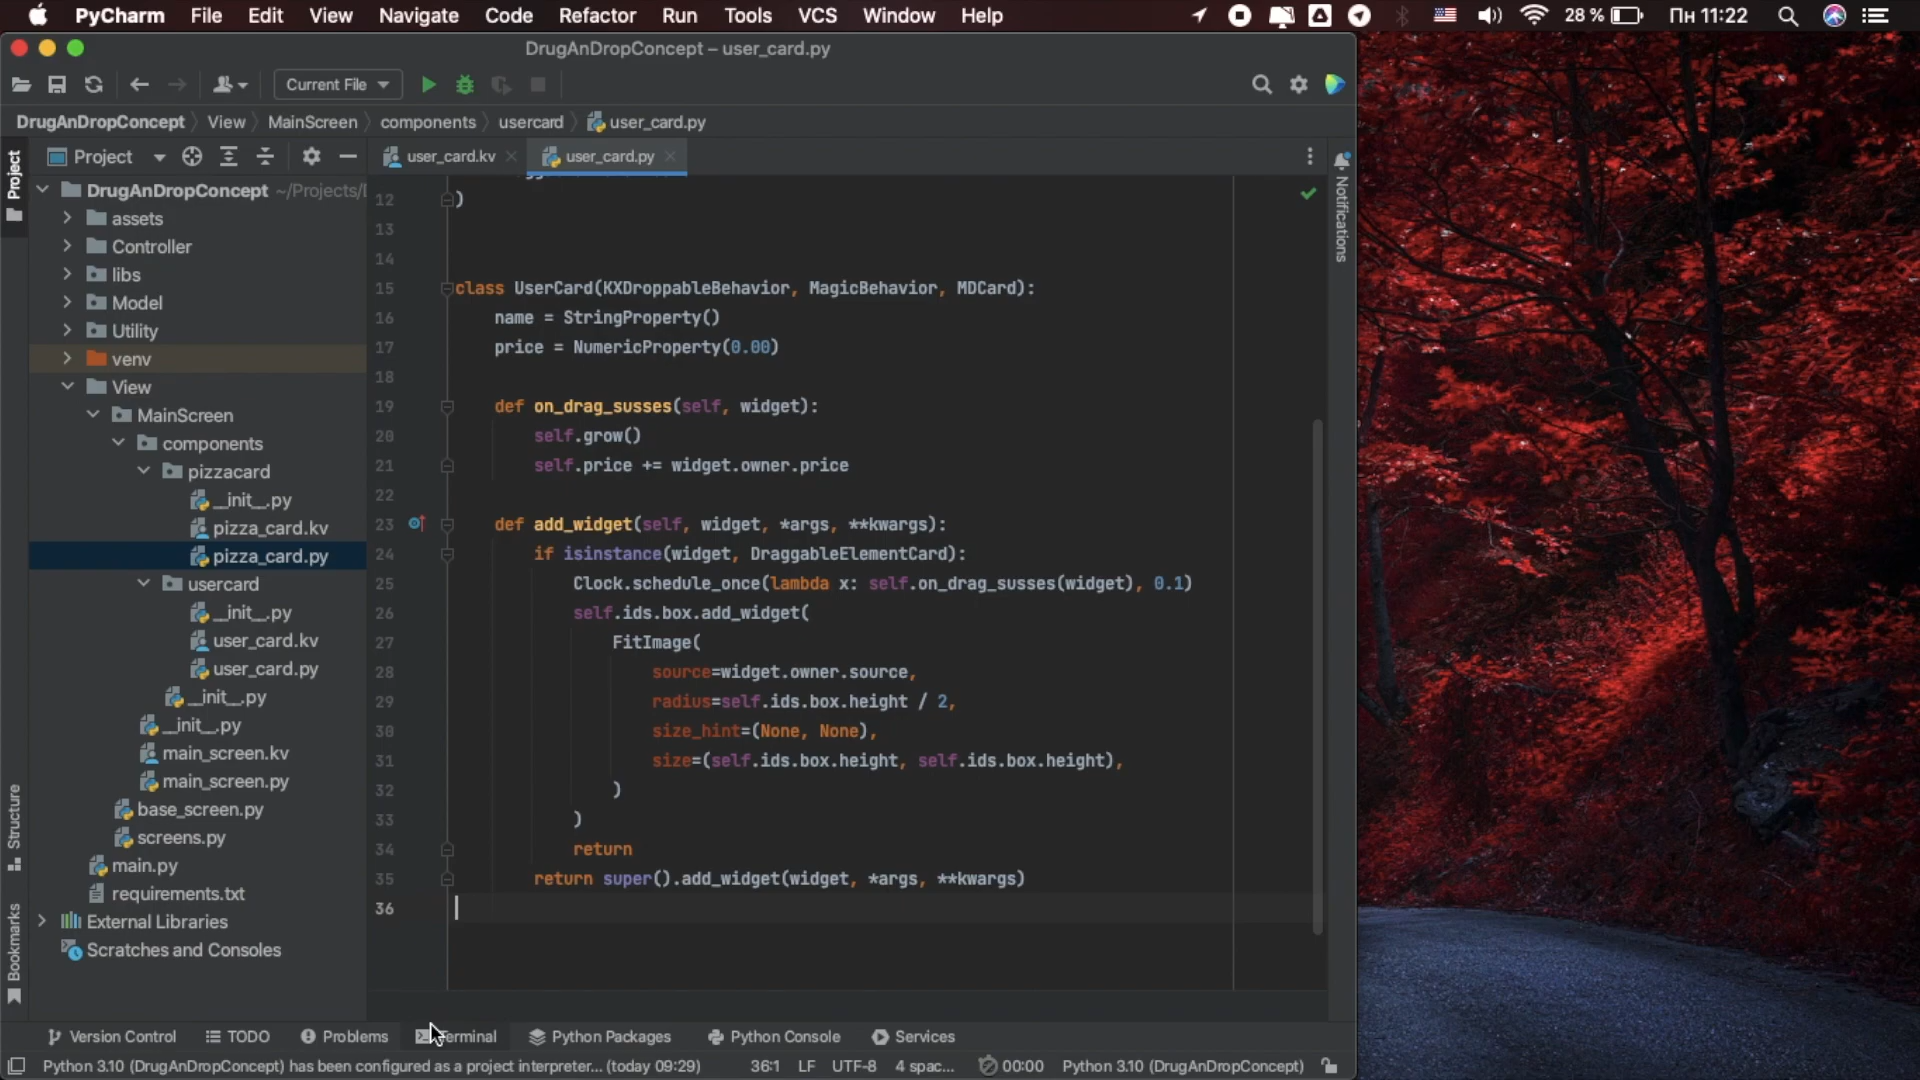 PyCharm File Edit View Navigate Code Refactor Run Tools VCS Window Help 28 % Пн 11:22
DrugAnDropConcept – user_card.py
Current File
DrugAnDropConcept View MainScreen components usercard user_card.py
Project
Project
user_card.kv
user_card.py
Notifications
DrugAnDropConcept ~/Projects/
assets
Controller
libs
Model
Utility
venv
View
MainScreen
components
pizzacard
__init__.py
pizza_card.kv
pizza_card.py
usercard
__init__.py
user_card.kv
user_card.py
__init__.py
__init__.py
main_screen.kv
main_screen.py
base_screen.py
screens.py
main.py
requirements.txt
External Libraries
Scratches and Consoles
Structure
Bookmarks
12 )
13
14
15 class UserCard(KXDroppableBehavior, MagicBehavior, MDCard):
16 name = StringProperty()
17 price = NumericProperty(0.00)
18
19 def on_drag_susses(self, widget):
20 self.grow()
21 self.price += widget.owner.price
22
23 def add_widget(self, widget, *args, **kwargs):
24 if isinstance(widget, DraggableElementCard):
25 Clock.schedule_once(lambda x: self.on_drag_susses(widget), 0.1)
26 self.ids.box.add_widget(
27 FitImage(
28 source=widget.owner.source,
29 radius=self.ids.box.height / 2,
30 size_hint=(None, None),
31 size=(self.ids.box.height, self.ids.box.height),
32 )
33 )
34 return
35 return super().add_widget(widget, *args, **kwargs)
36
Version Control TODO Problems Terminal Python Packages Python Console Services
Python 3.10 (DrugAnDropConcept) has been configured as a project interpreter... (today 09:29) 36:1 LF UTF-8 4 spac... 00:00 Python 3.10 (DrugAnDropConcept)